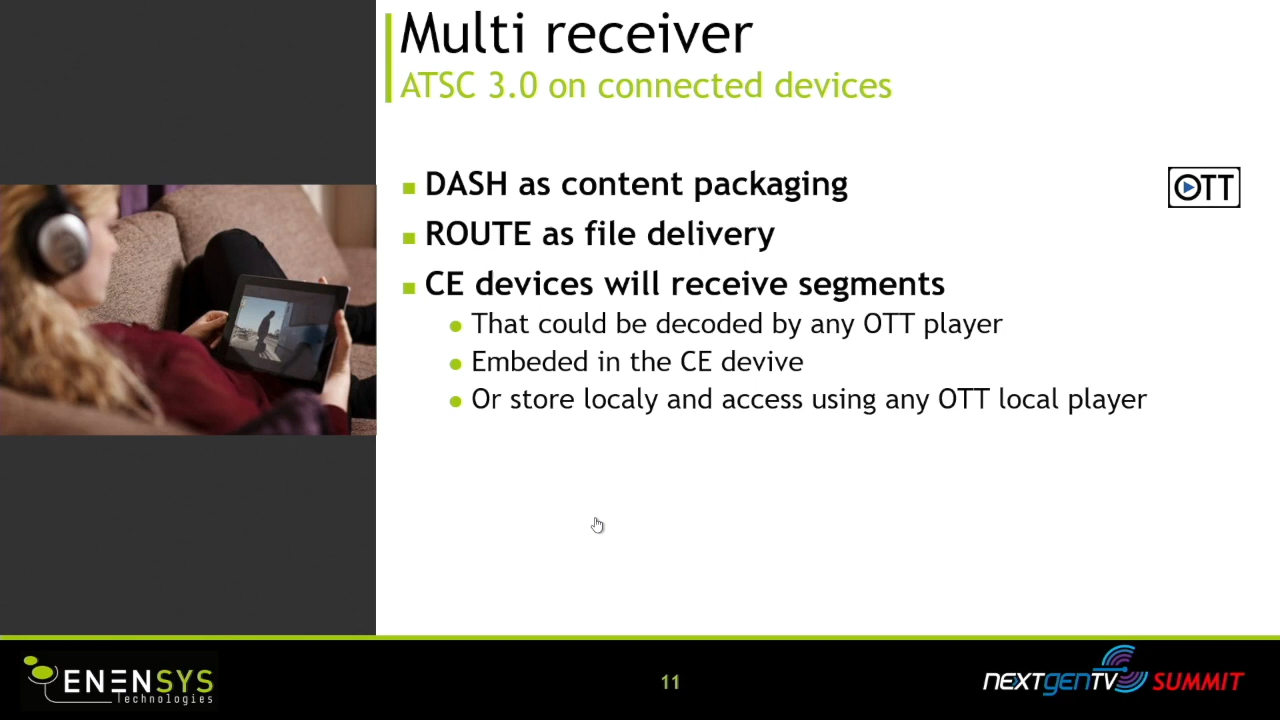 Multi receiver
ATSC 3.0 on connected devices
DASH as content packaging
OTT
ROUTE as file delivery
CE devices will receive segments
That could be decoded by any OTT player
Embeded in the CE devive
Or store localy and access using any OTT local player
ENENSYS
Technologies
11
NEXTGENTV SUMMIT